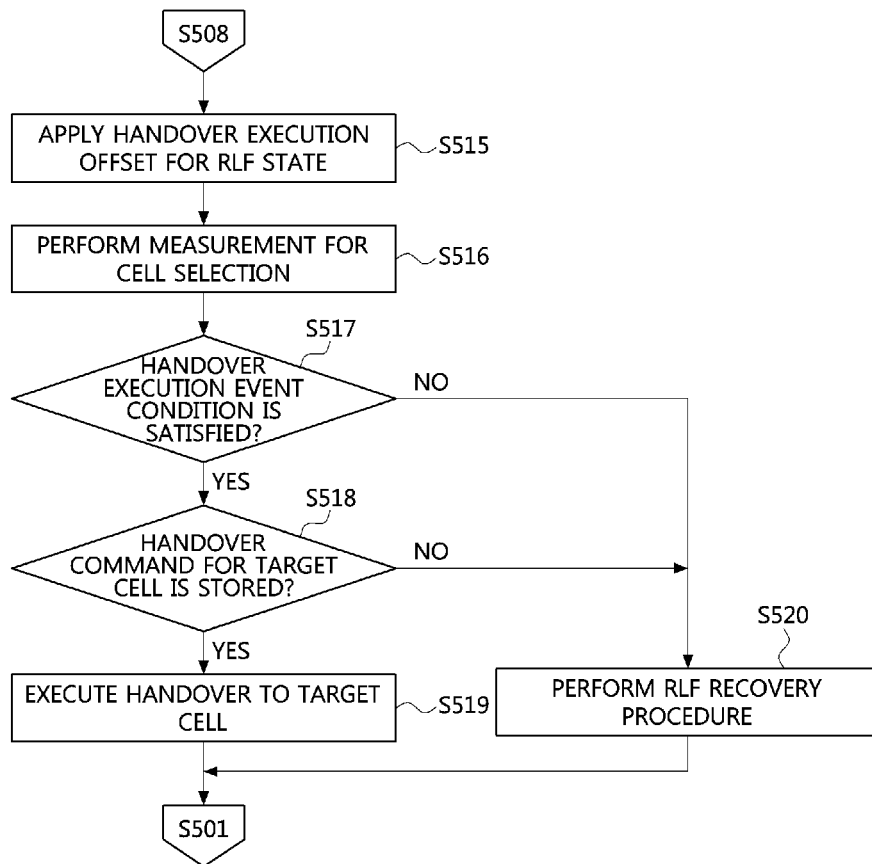 S508
APPLY HANDOVER EXECUTION
OFFSET FOR RLF STATE
S515
PERFORM MEASUREMENT FOR
CELL SELECTION
S516
S517
HANDOVER
EXECUTION EVENT
CONDITION IS
SATISFIED?
NO
YES
S518
HANDOVER
COMMAND FOR TARGET
CELL IS STORED?
NO
YES
S520
EXECUTE HANDOVER TO TARGET
CELL
S519
PERFORM RLF RECOVERY
PROCEDURE
S501